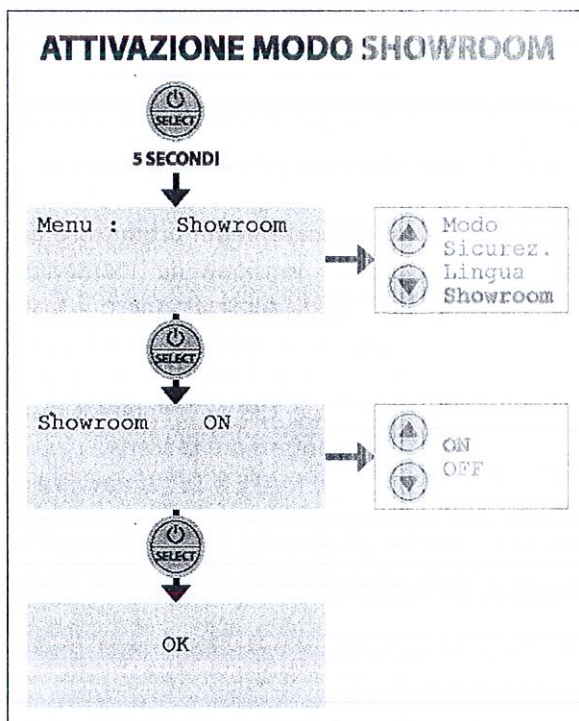 ATTIVAZIONE MODO SHOWROOM
SELECT
5 SECONDI
Menu : Showroom
Modo
Sicurez.
Lingua
Showroom
SELECT
Showroom ON
ON
OFF
SELECT
OK